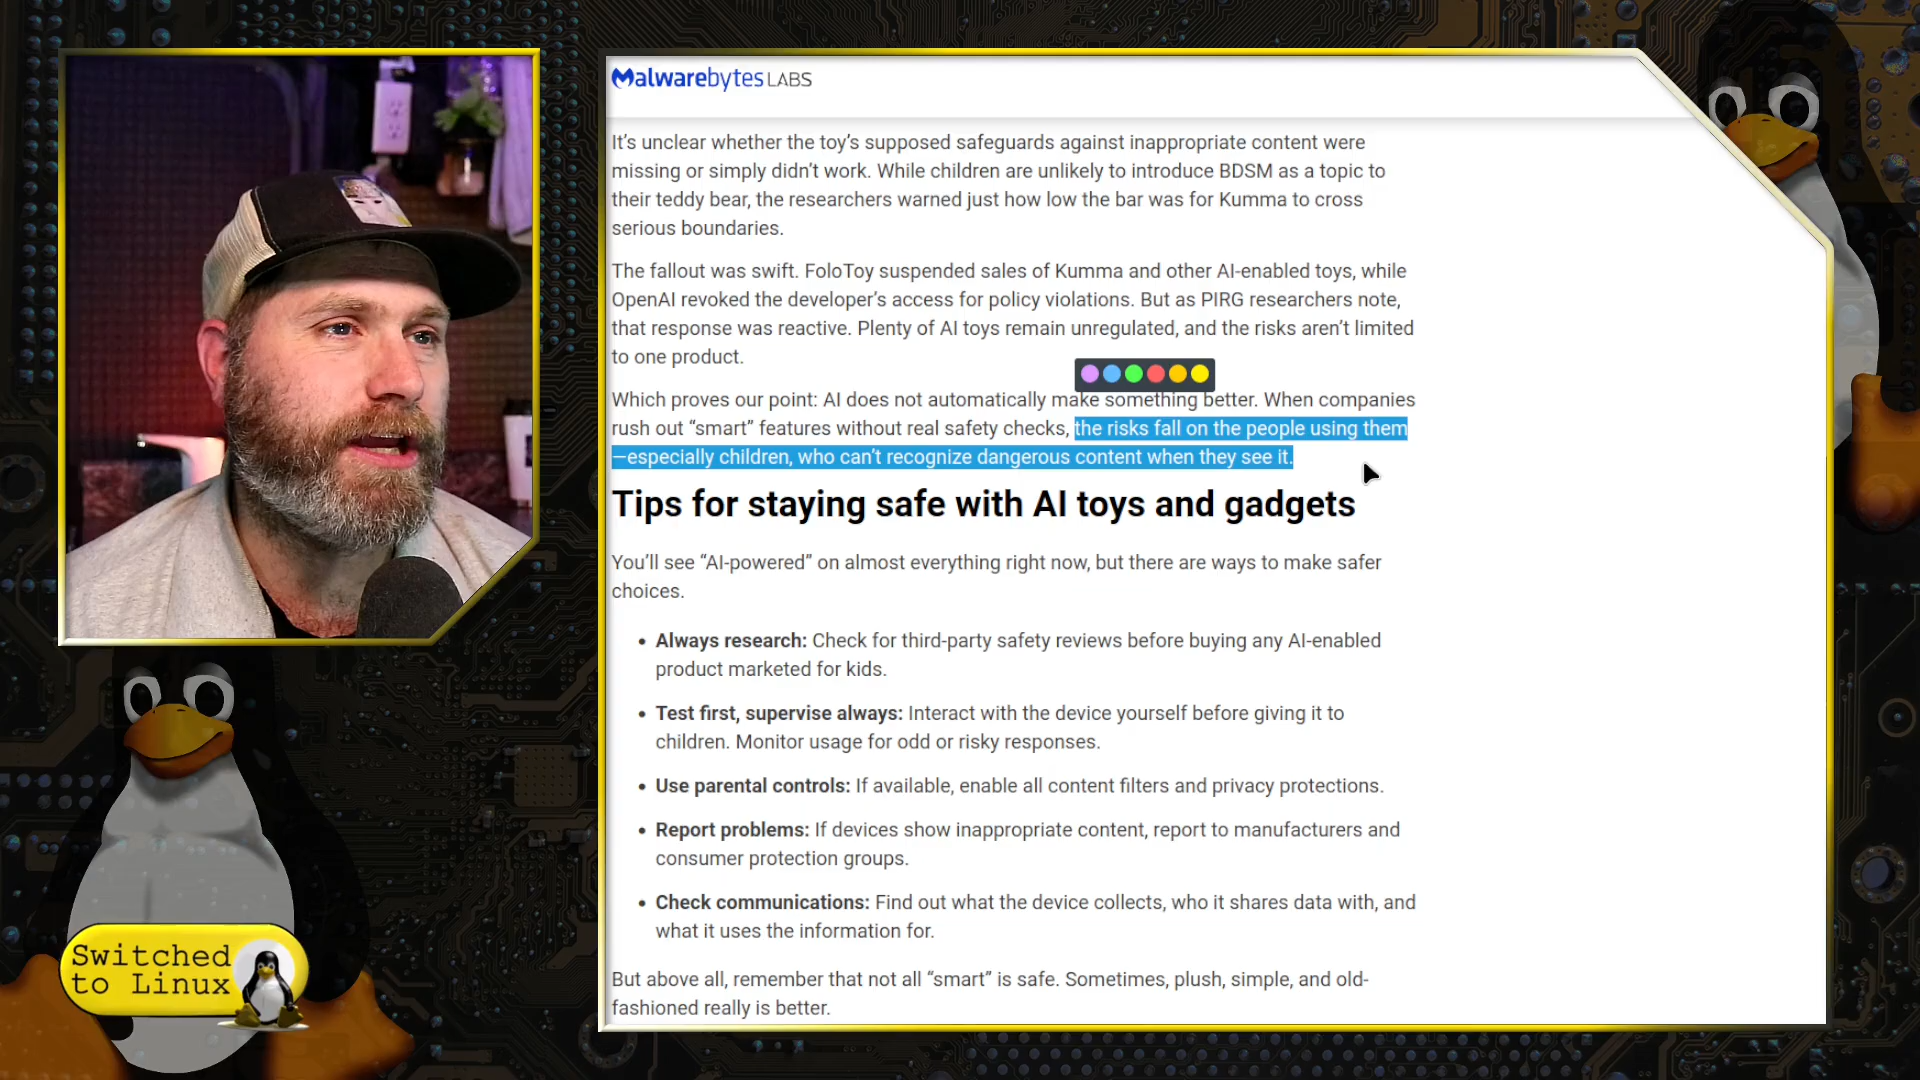 Malwarebytes LABS
It’s unclear whether the toy’s supposed safeguards against inappropriate content were
missing or simply didn’t work. While children are unlikely to introduce BDSM as a topic to
their teddy bear, the researchers warned just how low the bar was for Kumma to cross
serious boundaries.
The fallout was swift. FoloToy suspended sales of Kumma and other AI-enabled toys, while
OpenAI revoked the developer’s access for policy violations. But as PIRG researchers note,
that response was reactive. Plenty of AI toys remain unregulated, and the risks aren’t limited
to one product.
Which proves our point: AI does not automatically make something better. When companies
rush out “smart” features without real safety checks, the risks fall on the people using them
—especially children, who can’t recognize dangerous content when they see it.
Tips for staying safe with AI toys and gadgets
You’ll see “AI-powered” on almost everything right now, but there are ways to make safer
choices.
• Always research: Check for third-party safety reviews before buying any AI-enabled
product marketed for kids.
• Test first, supervise always: Interact with the device yourself before giving it to
children. Monitor usage for odd or risky responses.
• Use parental controls: If available, enable all content filters and privacy protections.
• Report problems: If devices show inappropriate content, report to manufacturers and
consumer protection groups.
• Check communications: Find out what the device collects, who it shares data with, and
what it uses the information for.
But above all, remember that not all “smart” is safe. Sometimes, plush, simple, and old-
fashioned really is better.
Switched
to Linux